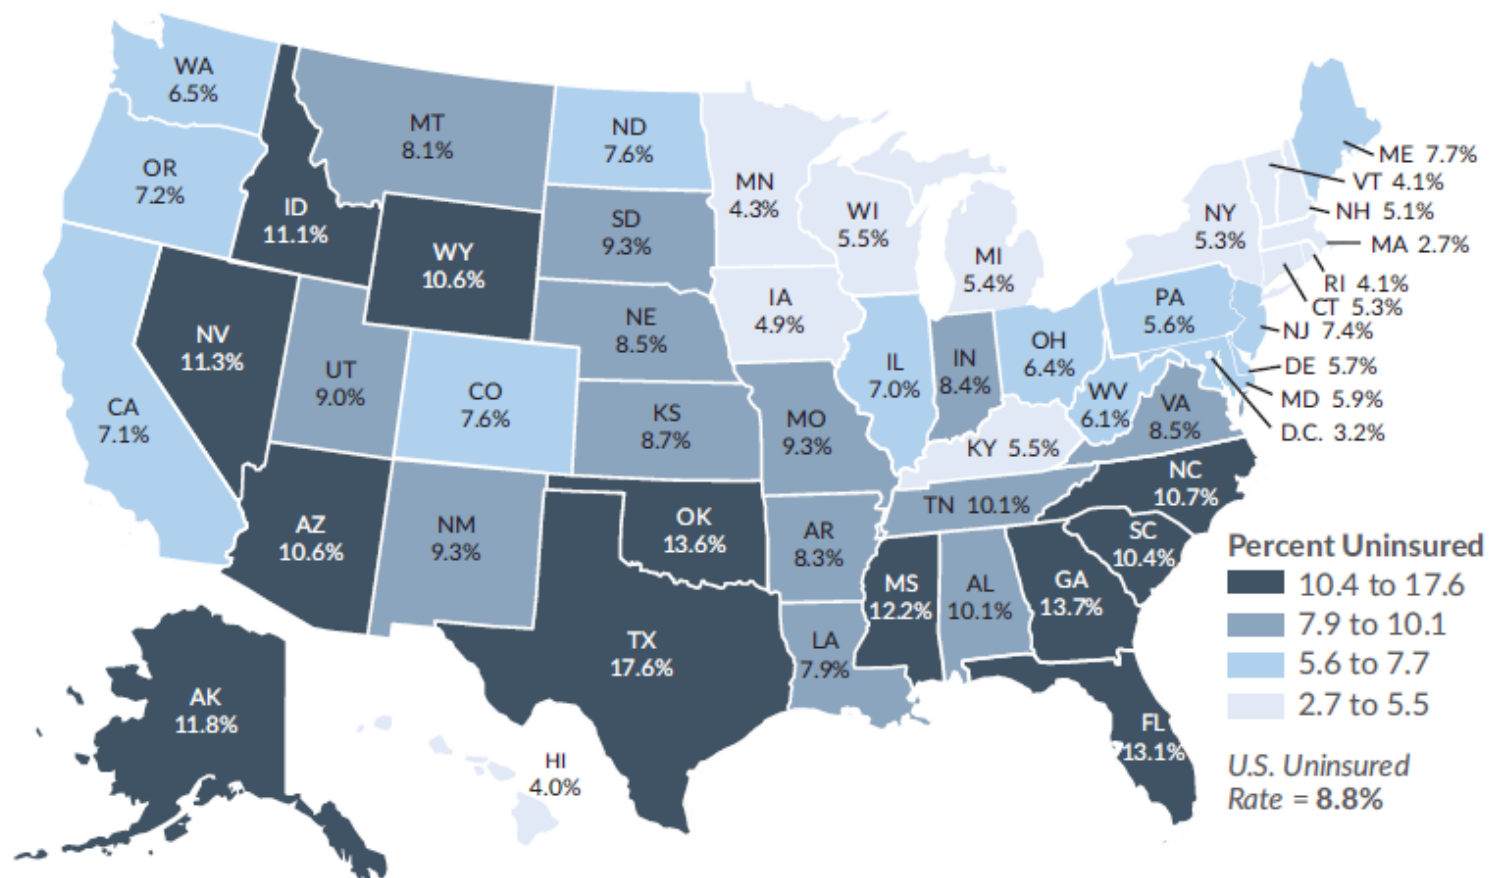 WA
6.5%
OR
7.2%
ID
11.1%
MT
8.1%
ND
7.6%
MN
4.3%
WI
5.5%
MI
5.4%
NY
5.3%
ME 7.7%
VT 4.1%
NH 5.1%
MA 2.7%
RI 4.1%
CT 5.3%
NJ 7.4%
DE 5.7%
MD 5.9%
D.C. 3.2%
WY
10.6%
SD
9.3%
IA
4.9%
NE
8.5%
PA
5.6%
OH
6.4%
IN
8.4%
IL
7.0%
WV
6.1%
VA
8.5%
NV
11.3%
UT
9.0%
CO
7.6%
CA
7.1%
KS
8.7%
MO
9.3%
KY 5.5%
NC
10.7%
TN 10.1%
SC
10.4%
AZ
10.6%
NM
9.3%
OK
13.6%
AR
8.3%
MS
12.2%
AL
10.1%
GA
13.7%
TX
17.6%
LA
7.9%
FL
13.1%
AK
11.8%
HI
4.0%
Percent Uninsured
10.4 to 17.6
7.9 to 10.1
5.6 to 7.7
2.7 to 5.5
U.S. Uninsured
Rate = 8.8%